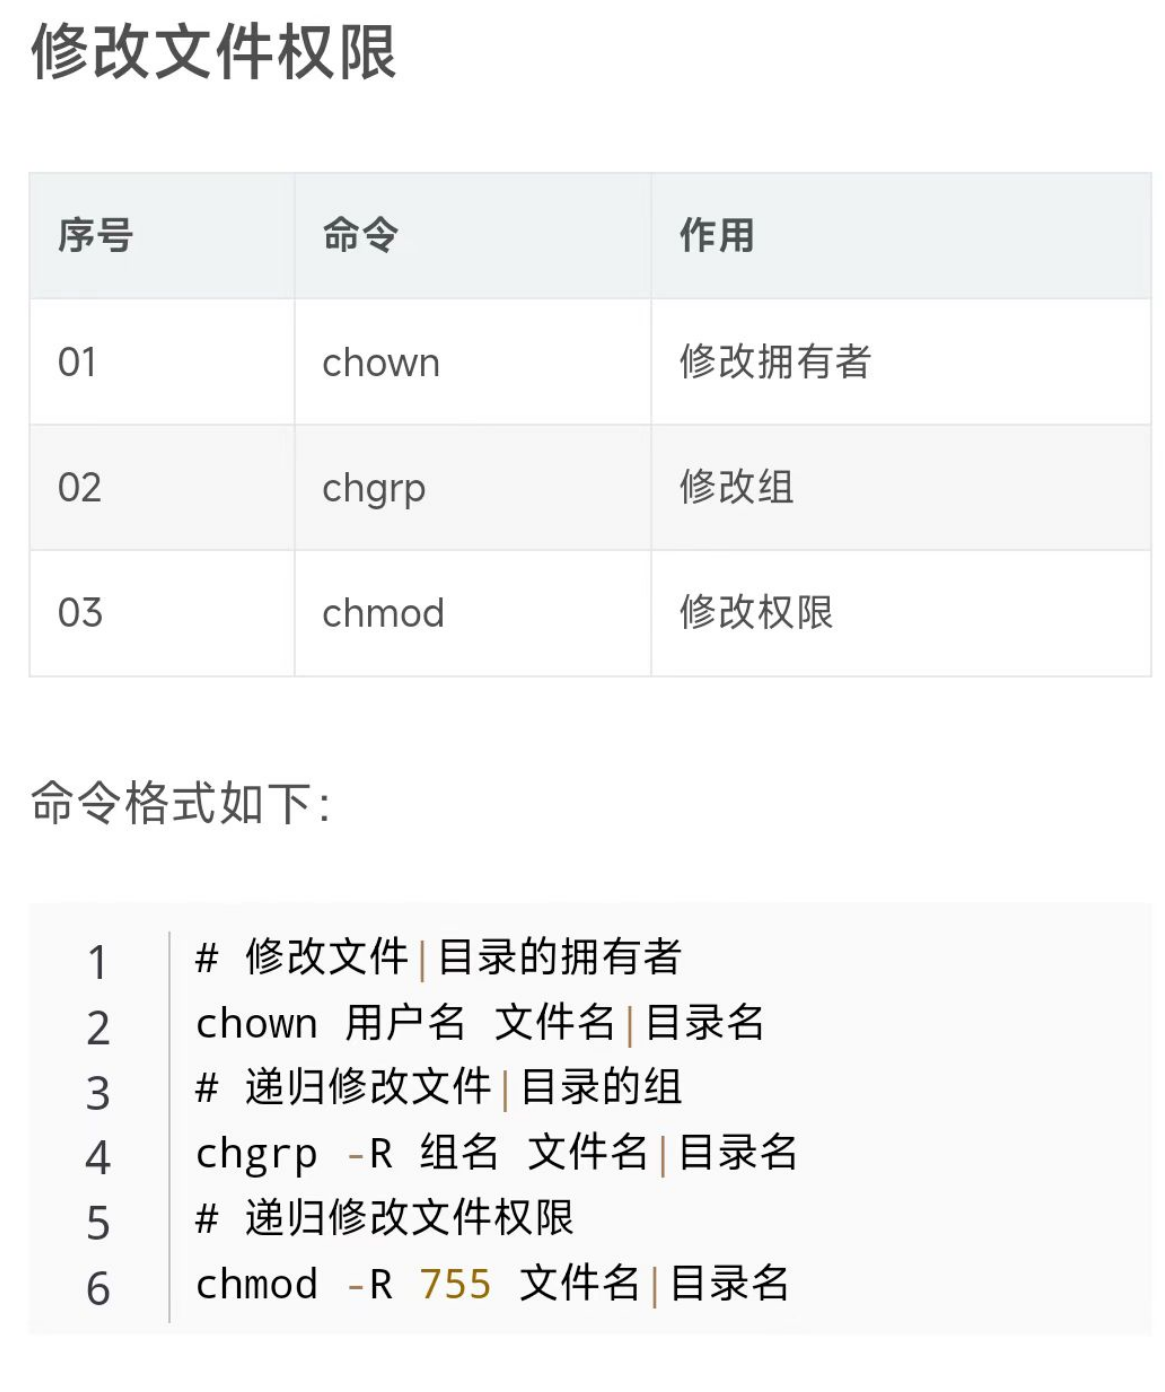 修改文件权限
序号 命令 作用
01 chown 修改拥有者
02 chgrp 修改组
03 chmod 修改权限
命令格式如下：
1 # 修改文件|目录的拥有者
2 chown 用户名 文件名|目录名
3 # 递归修改文件|目录的组
4 chgrp -R 组名 文件名|目录名
5 # 递归修改文件权限
6 chmod -R 755 文件名|目录名